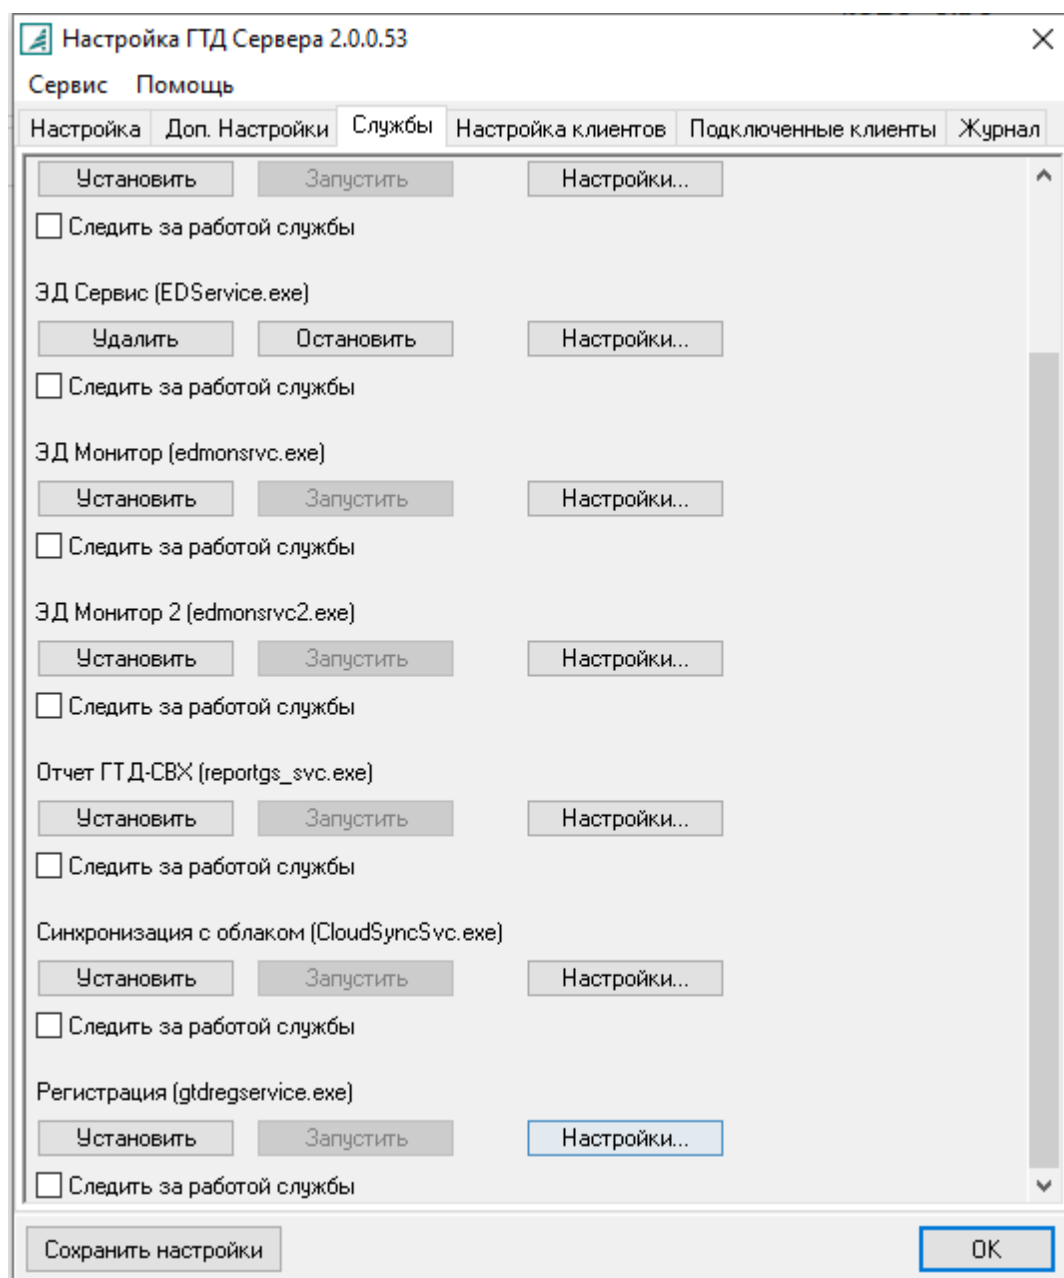 Настройка ГТД Сервера 2.0.0.53
Сервис Помощь
Настройка Доп. Настройки Службы Настройка клиентов Подключенные клиенты Журнал
Установить Запустить Настройки...
Следить за работой службы
ЭД Сервис (EDService.exe)
Удалить Остановить Настройки...
Следить за работой службы
ЭД Монитор (edmonsrvc.exe)
Установить Запустить Настройки...
Следить за работой службы
ЭД Монитор 2 (edmonsrvc2.exe)
Установить Запустить Настройки...
Следить за работой службы
Отчет ГТД-СВХ (reportgs_svc.exe)
Установить Запустить Настройки...
Следить за работой службы
Синхронизация с облаком (CloudSyncSvc.exe)
Установить Запустить Настройки...
Следить за работой службы
Регистрация (gtdregservice.exe)
Установить Запустить Настройки...
Следить за работой службы
Сохранить настройки OK